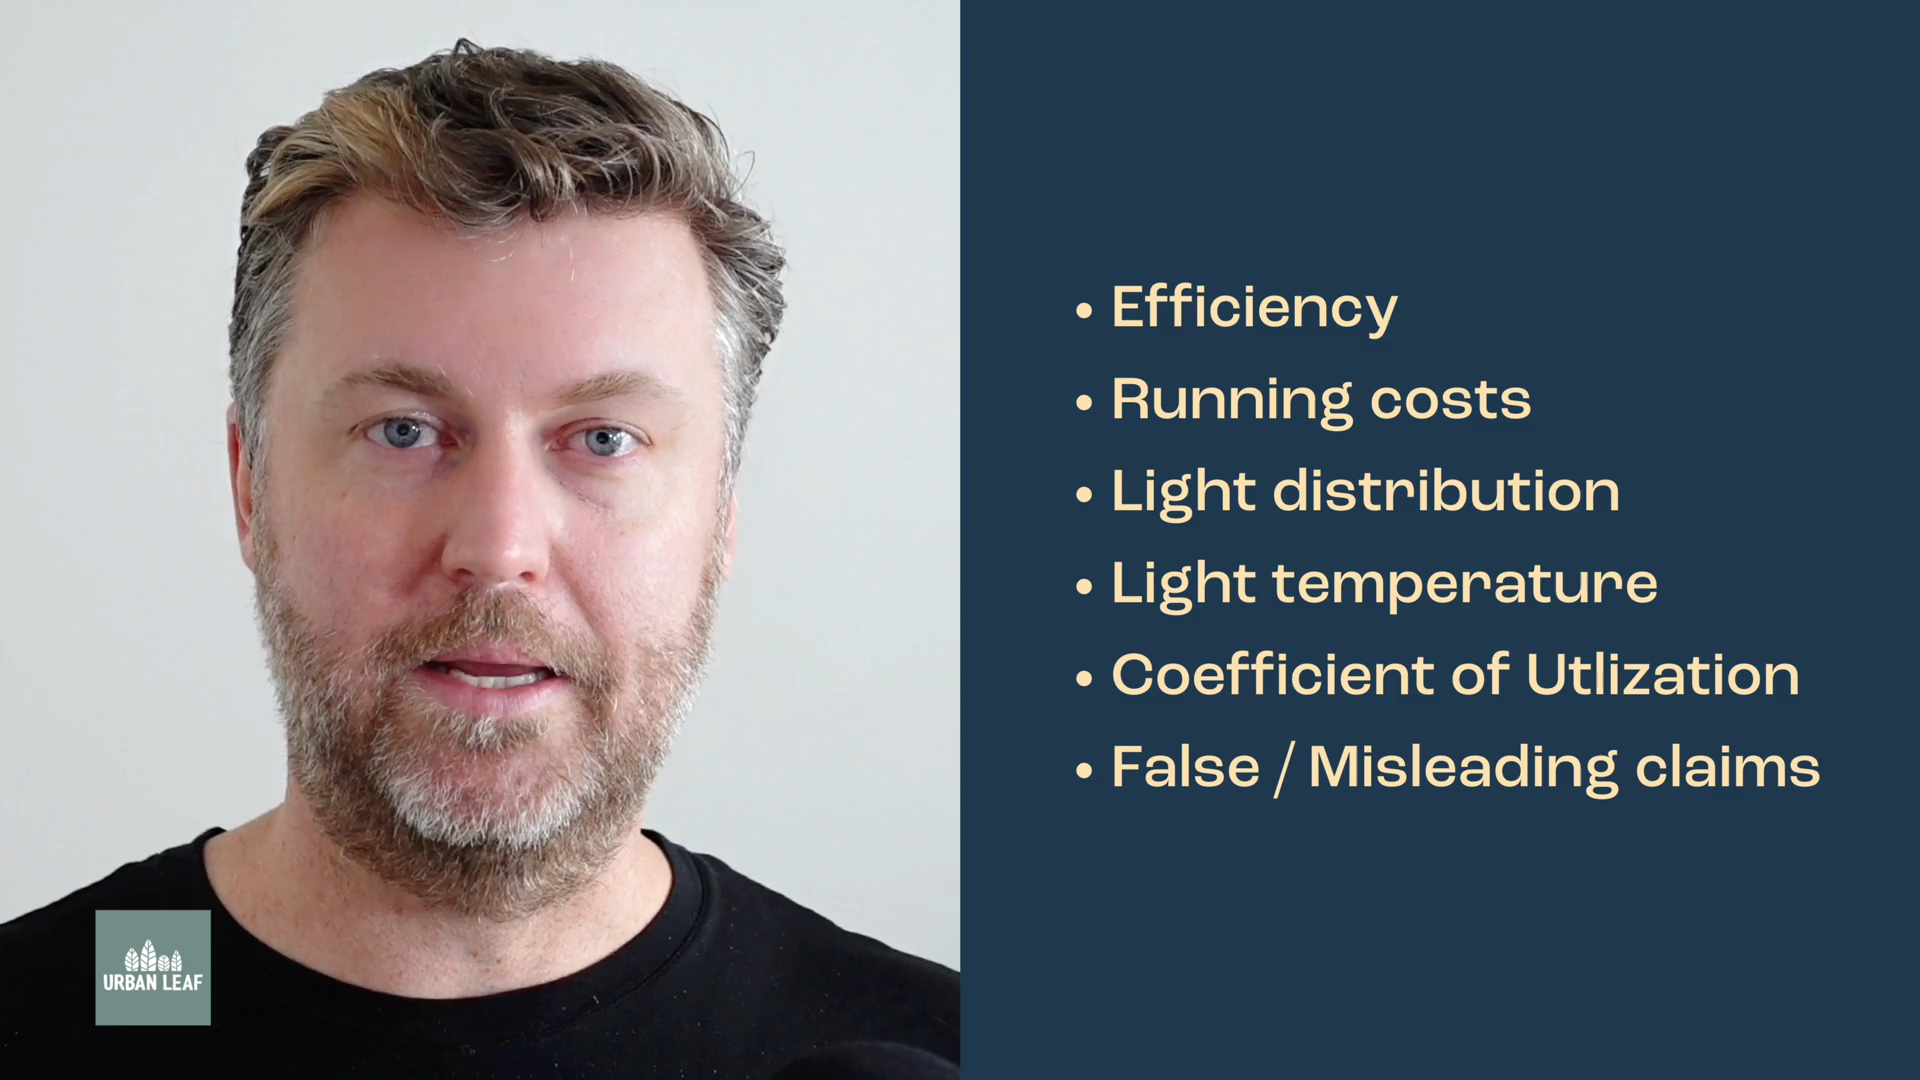 • Efficiency
• Running costs
• Light distribution
• Light temperature
• Coefficient of Utlization
• False / Misleading claims
URBAN LEAF